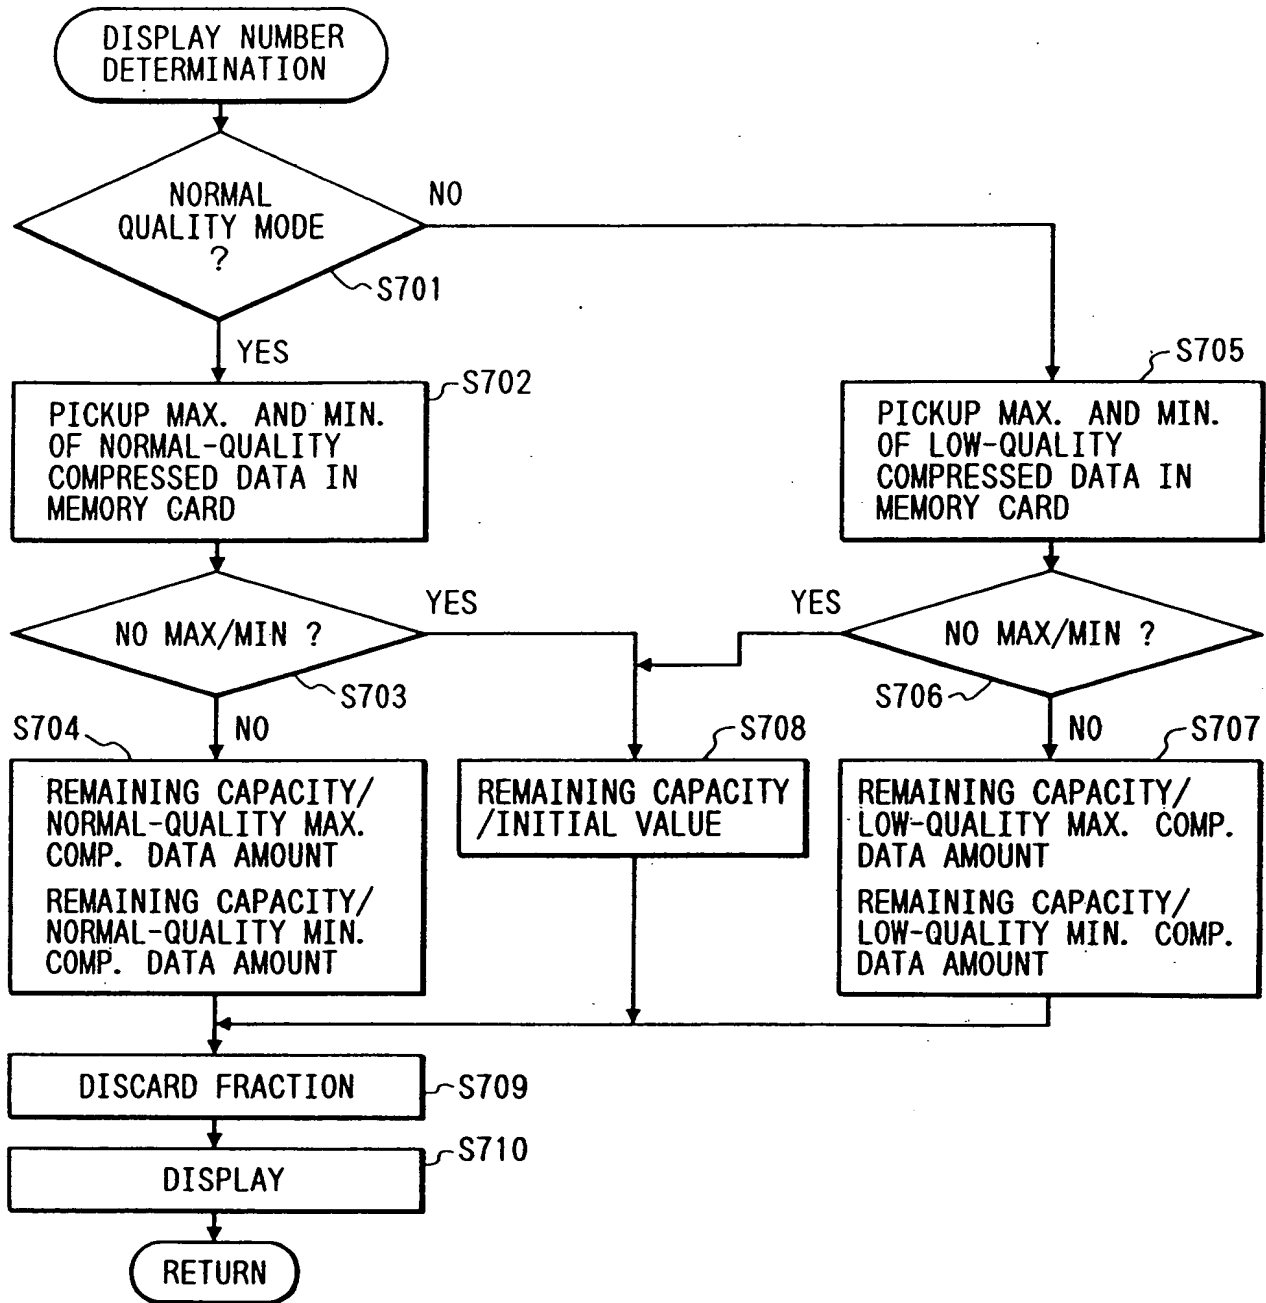 DISPLAY NUMBER
DETERMINATION
NORMAL
QUALITY MODE
?
NO
S701
YES
S702
PICKUP MAX. AND MIN.
OF NORMAL-QUALITY
COMPRESSED DATA IN
MEMORY CARD
S705
PICKUP MAX. AND MIN.
OF LOW-QUALITY
COMPRESSED DATA IN
MEMORY CARD
NO MAX/MIN ?
YES
S703
YES
NO MAX/MIN ?
S706
S704
NO
REMAINING CAPACITY/
NORMAL-QUALITY MAX.
COMP. DATA AMOUNT
REMAINING CAPACITY/
NORMAL-QUALITY MIN.
COMP. DATA AMOUNT
S708
REMAINING CAPACITY
/INITIAL VALUE
NO
S707
REMAINING CAPACITY/
LOW-QUALITY MAX. COMP.
DATA AMOUNT
REMAINING CAPACITY/
LOW-QUALITY MIN. COMP.
DATA AMOUNT
DISCARD FRACTION
S709
DISPLAY
S710
RETURN